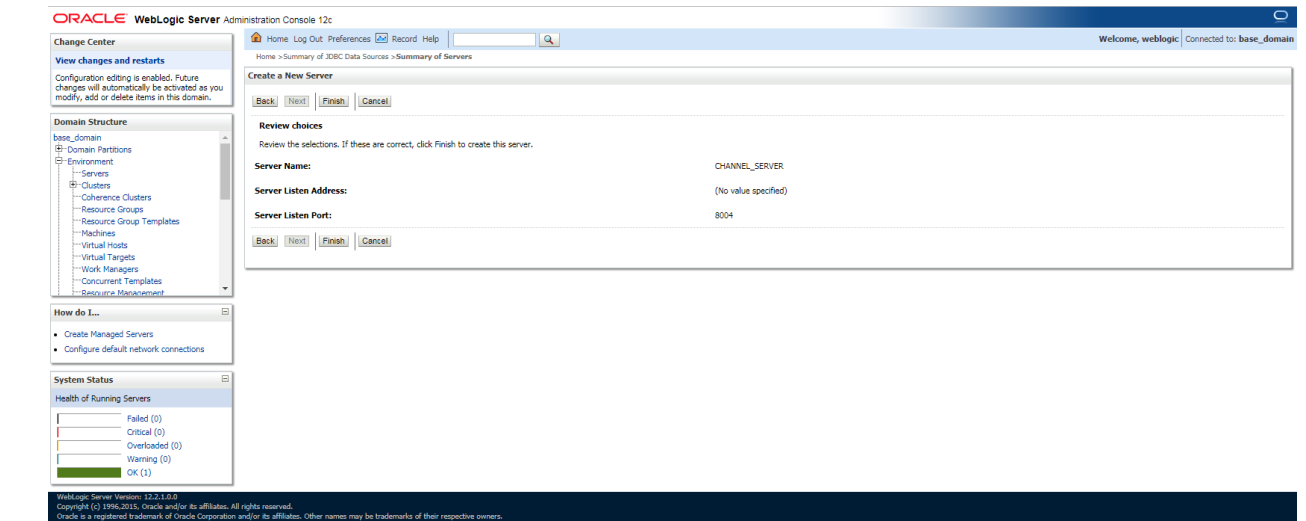 ORACLE WebLogic Server Administration Console 12c
Change Center
View changes and restarts
Configuration editing is enabled. Future
changes will automatically be activated as you
modify, add or delete items in this domain.
Domain Structure
base_domain
Domain Partitions
Environment
Servers
Clusters
Coherence Clusters
Resource Groups
Resource Group Templates
Machines
Virtual Hosts
Virtual Targets
Work Managers
Concurrent Templates
Resource Management
How do I...
Create Managed Servers
Configure default network connections
System Status
Health of Running Servers
Failed (0)
Critical (0)
Overloaded (0)
Warning (0)
OK (1)
Home Log Out Preferences Record Help
Welcome, weblogic Connected to: base_domain
Home >Summary of JDBC Data Sources >Summary of Servers
Create a New Server
Back Next Finish Cancel
Review choices
Review the selections. If these are correct, click Finish to create this server.
Server Name: CHANNEL_SERVER
Server Listen Address: (No value specified)
Server Listen Port: 8004
Back Next Finish Cancel
WebLogic Server Version: 12.2.1.0.0
Copyright (c) 1996,2015, Oracle and/or its affiliates. All rights reserved.
Oracle is a registered trademark of Oracle Corporation and/or its affiliates. Other names may be trademarks of their respective owners.